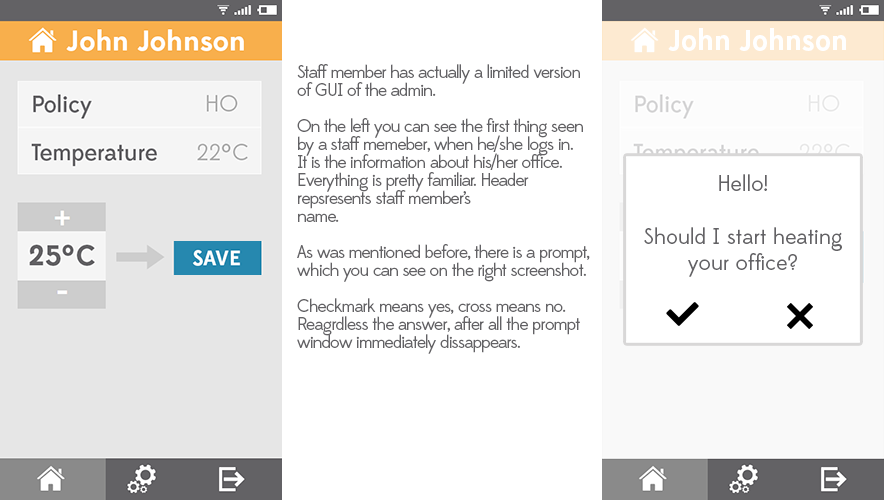 John Johnson
Policy HO
Temperature 22°C
+
25°C
SAVE
-
Staff member has actually a limited version
of GUI of the admin.
On the left you can see the first thing seen
by a staff memeber, when he/she logs in.
It is the information about his/her office.
Everything is pretty familiar. Header
repsresents staff member's
name.
As was mentioned before, there is a prompt,
which you can see on the right screenshot.
Checkmark means yes, cross means no.
Reagrdless the answer, after all the prompt
window immediately dissappears.
John Johnson
Policy HO
Temperature 22°C
Hello!
Should I start heating
your office?